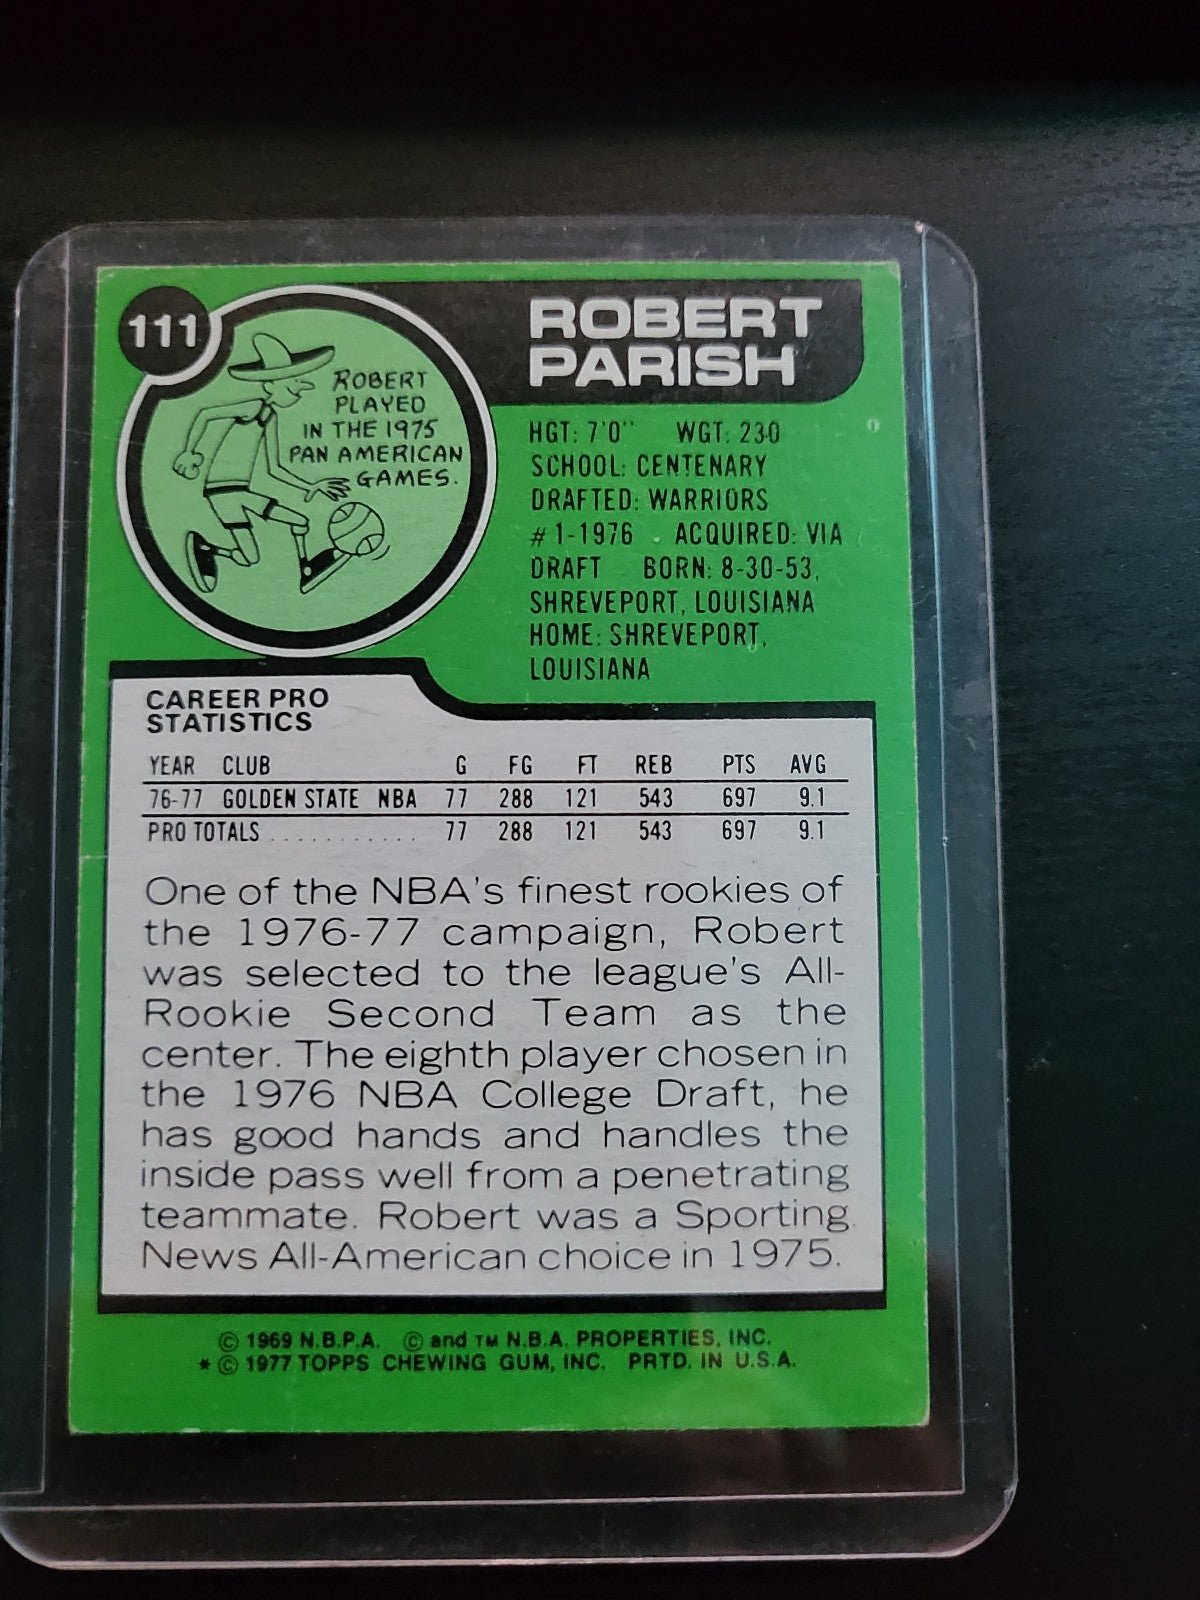 111
ROBERT
PARISH
ROBERT
PLAYED
IN THE 1975
PAN AMERICAN
GAMES.
HGT: 7'0" WGT: 230
SCHOOL: CENTENARY
DRAFTED: WARRIORS
#1-1976 ACQUIRED: VIA
DRAFT BORN: 8-30-53,
SHREVEPORT, LOUISIANA
HOME: SHREVEPORT,
LOUISIANA
CAREER PRO
STATISTICS
YEAR CLUB G FG FT REB PTS AVG
76-77 GOLDEN STATE NBA 77 288 121 543 697 9.1
PRO TOTALS . . . . . . . . . . . . 77 288 121 543 697 9.1
One of the NBA's finest rookies of
the 1976-77 campaign, Robert
was selected to the league's All-
Rookie Second Team as the
center. The eighth player chosen in
the 1976 NBA College Draft, he
has good hands and handles the
inside pass well from a penetrating
teammate. Robert was a Sporting
News All-American choice in 1975.
© 1969 N.B.P.A. © and TM N.B.A. PROPERTIES, INC.
* © 1977 TOPPS CHEWING GUM, INC. PRTD. IN U.S.A.